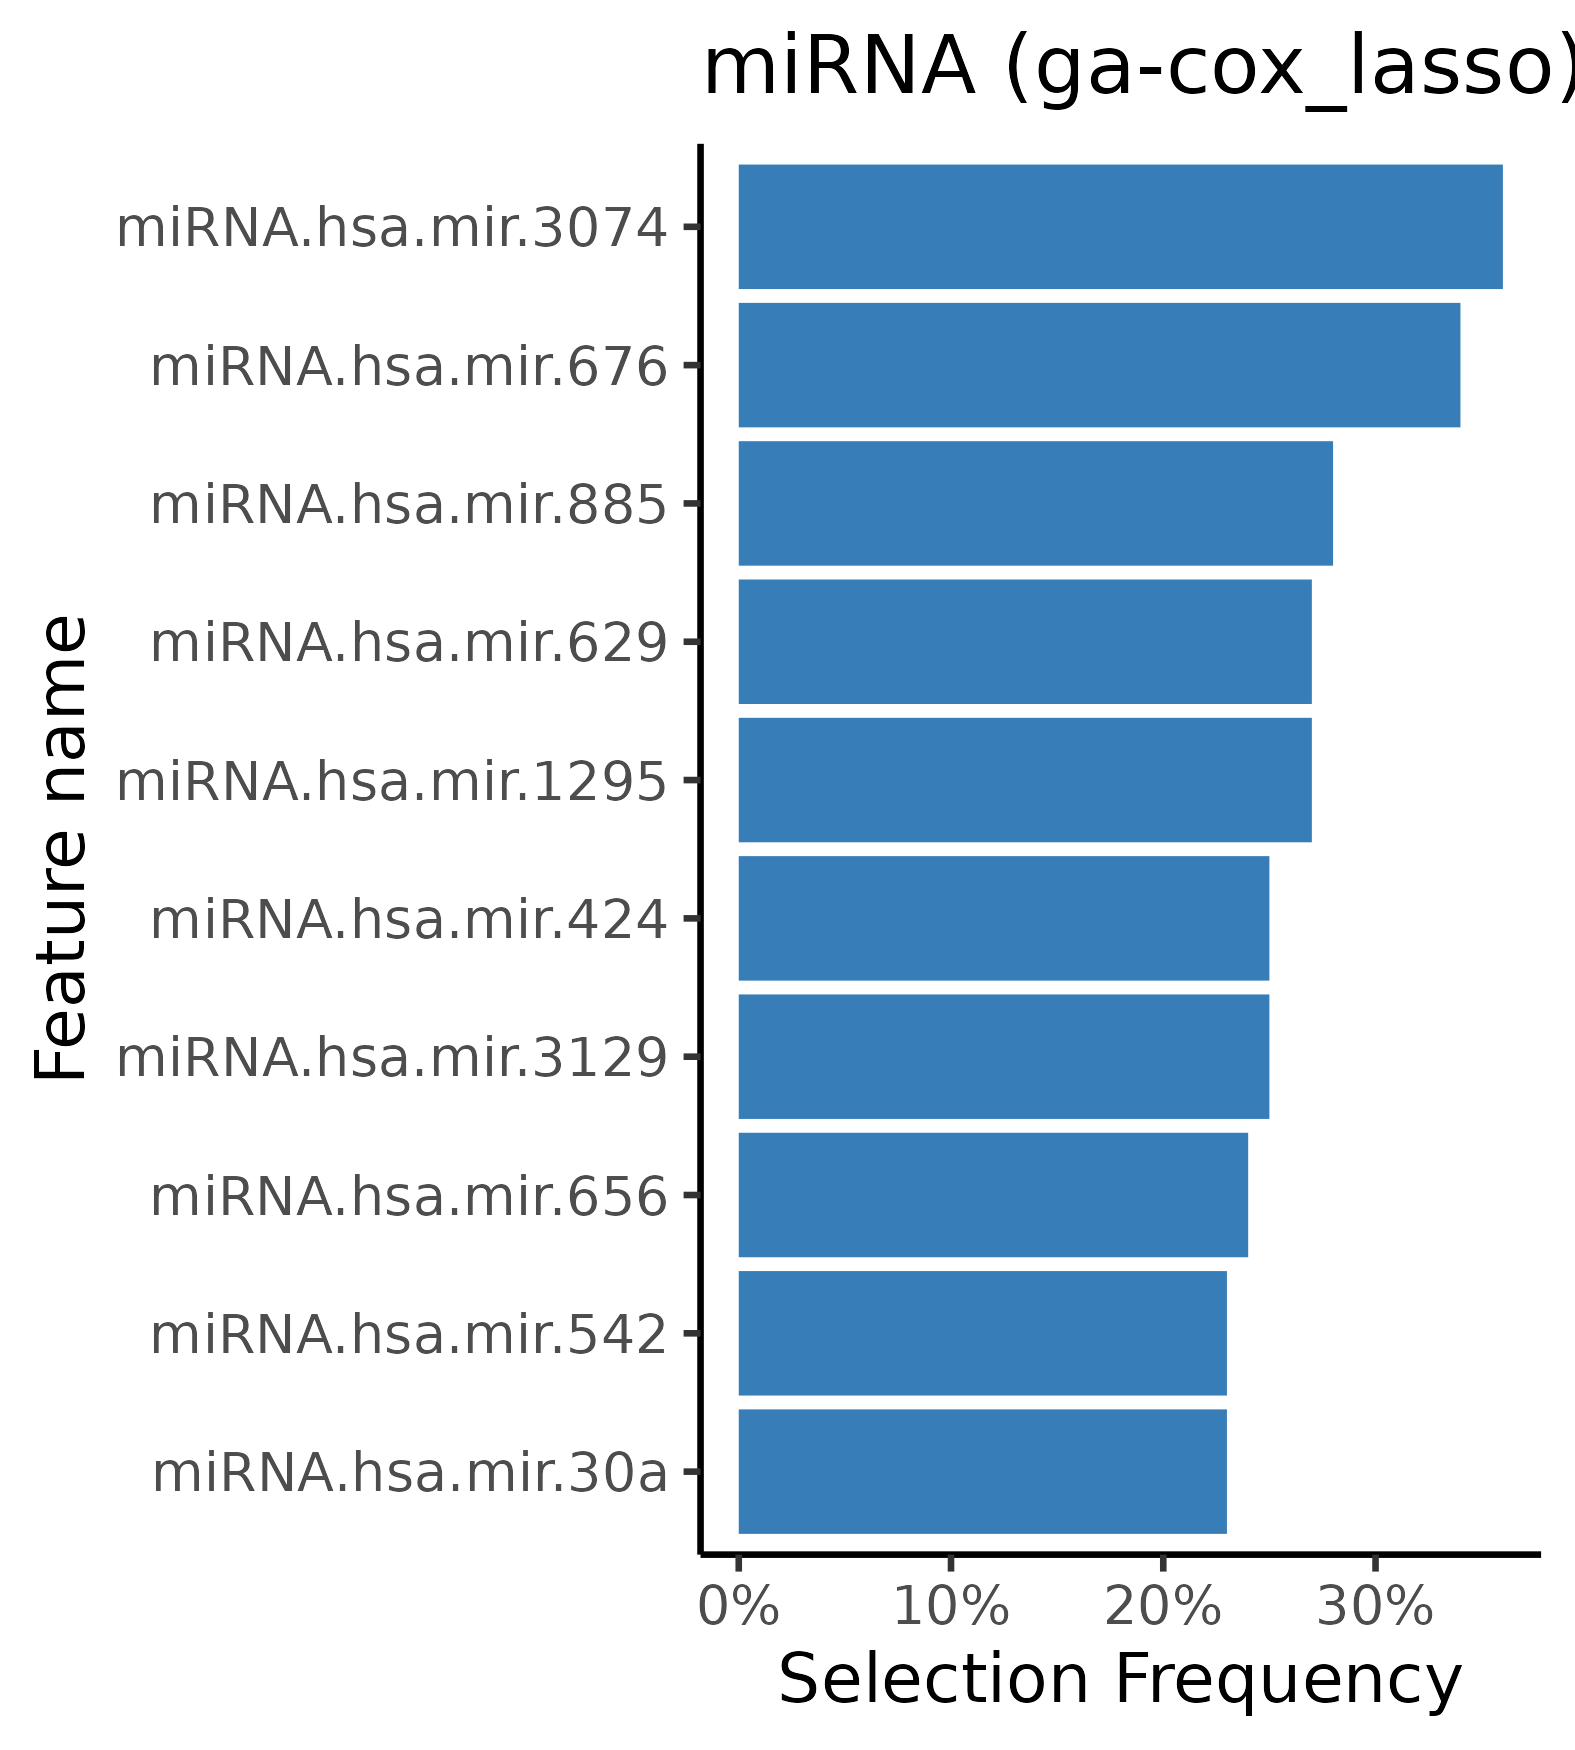 miRNA (ga-cox_lasso)
miRNA.hsa.mir.3074
miRNA.hsa.mir.676
miRNA.hsa.mir.885
miRNA.hsa.mir.629
miRNA.hsa.mir.1295
miRNA.hsa.mir.424
miRNA.hsa.mir.3129
miRNA.hsa.mir.656
miRNA.hsa.mir.542
miRNA.hsa.mir.30a
Feature name
0% 10% 20% 30%
Selection Frequency